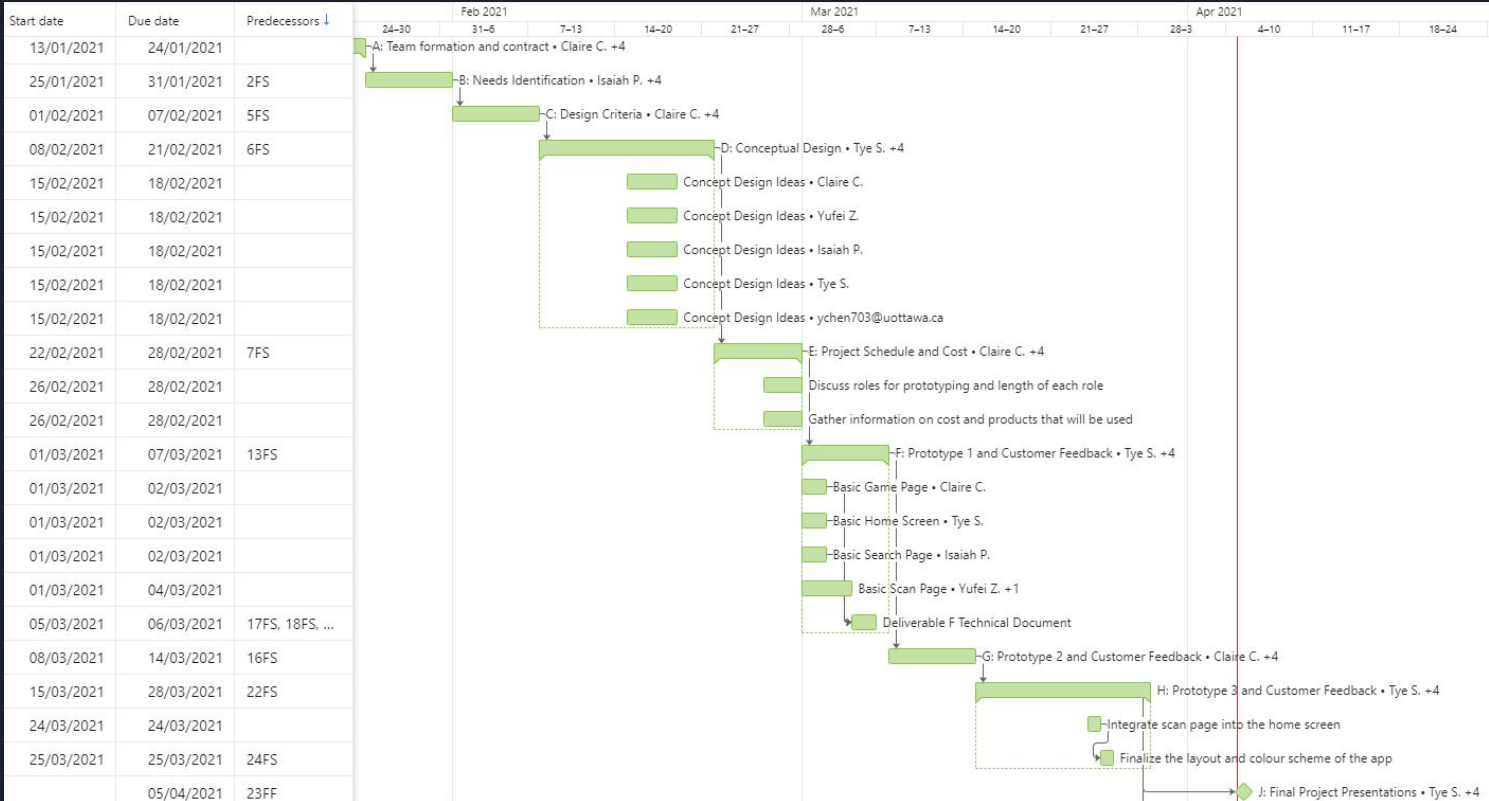 Feb 2021 Mar 2021 Apr 2021
Start date Due date Predecessors ↓ 24–30 31–6 7–13 14–20 21–27 28–6 7–13 14–20 21–27 28–3 4–10 11–17 18–24
13/01/2021 24/01/2021 A: Team formation and contract • Claire C. +4
25/01/2021 31/01/2021 2FS B: Needs Identification • Isaiah P. +4
01/02/2021 07/02/2021 5FS C: Design Criteria • Claire C. +4
08/02/2021 21/02/2021 6FS D: Conceptual Design • Tye S. +4
15/02/2021 18/02/2021 Concept Design Ideas • Claire C.
15/02/2021 18/02/2021 Concept Design Ideas • Yufei Z.
15/02/2021 18/02/2021 Concept Design Ideas • Isaiah P.
15/02/2021 18/02/2021 Concept Design Ideas • Tye S.
15/02/2021 18/02/2021 Concept Design Ideas • ychen703@uottawa.ca
22/02/2021 28/02/2021 7FS E: Project Schedule and Cost • Claire C. +4
26/02/2021 28/02/2021 Discuss roles for prototyping and length of each role
26/02/2021 28/02/2021 Gather information on cost and products that will be used
01/03/2021 07/03/2021 13FS F: Prototype 1 and Customer Feedback • Tye S. +4
01/03/2021 02/03/2021 Basic Game Page • Claire C.
01/03/2021 02/03/2021 Basic Home Screen • Tye S.
01/03/2021 02/03/2021 Basic Search Page • Isaiah P.
01/03/2021 04/03/2021 Basic Scan Page • Yufei Z. +1
05/03/2021 06/03/2021 17FS, 18FS, ... Deliverable F Technical Document
08/03/2021 14/03/2021 16FS G: Prototype 2 and Customer Feedback • Claire C. +4
15/03/2021 28/03/2021 22FS H: Prototype 3 and Customer Feedback • Tye S. +4
24/03/2021 24/03/2021 Integrate scan page into the home screen
25/03/2021 25/03/2021 24FS Finalize the layout and colour scheme of the app
05/04/2021 23FF J: Final Project Presentations • Tye S. +4